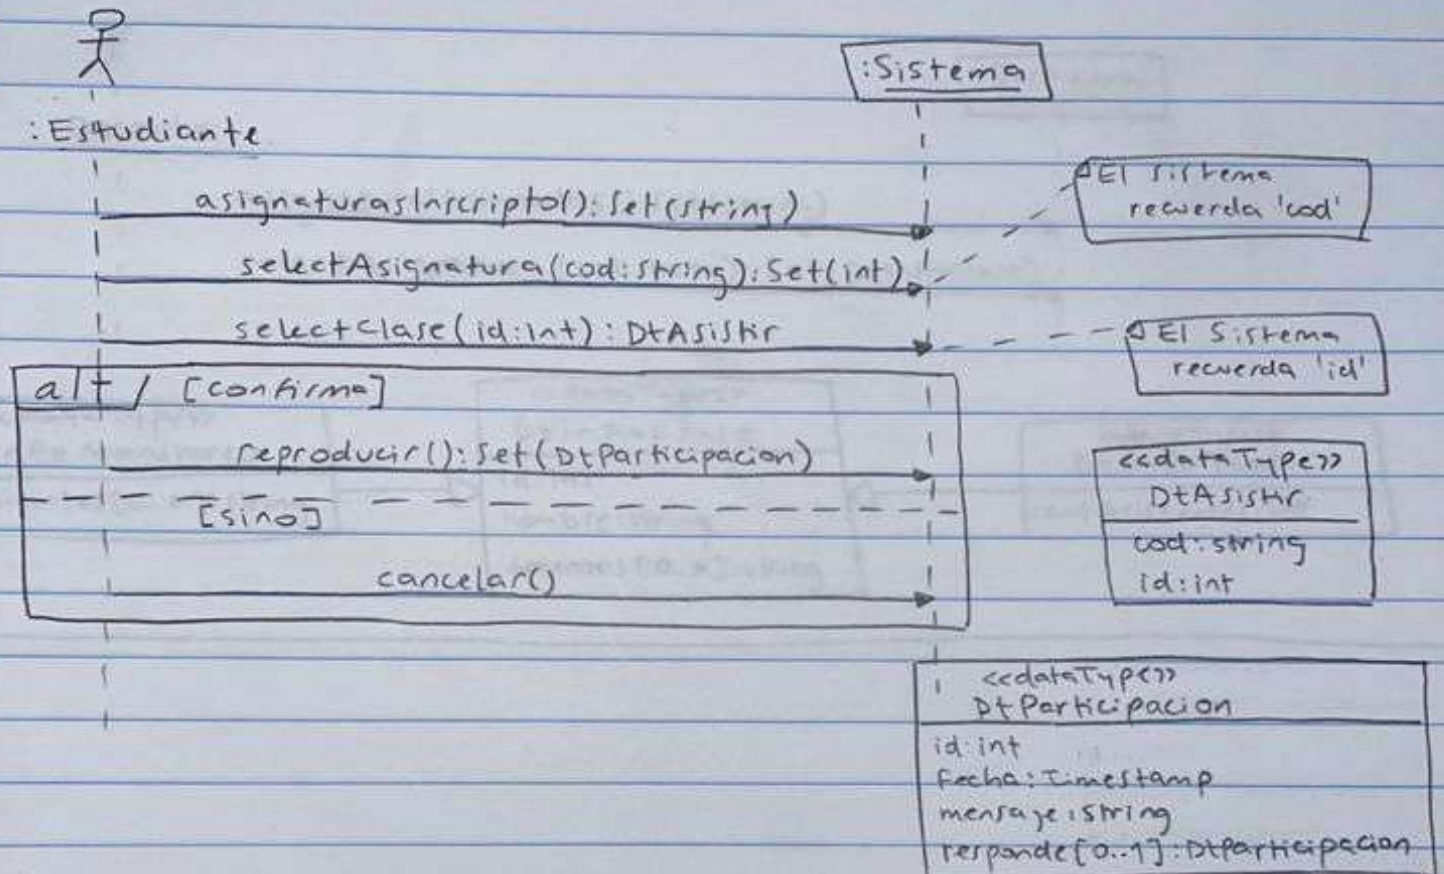 :Sistema
:Estudiante
El sistema
recuerda 'cod'
asignaturasInscripto(): Set(string)
selectAsignatura(cod:string): Set(int)
selectClase(id:int): DtAsistir
El Sistema
recuerda 'id'
alt [confirma]
reproducir(): Set(DtParticipacion)
[sino]
cancelar()
<<dataType>>
DtAsistir
cod: string
id: int
<<dataType>>
DtParticipacion
id: int
fecha: Timestamp
mensaje: string
responde[0..1]: DtParticipacion